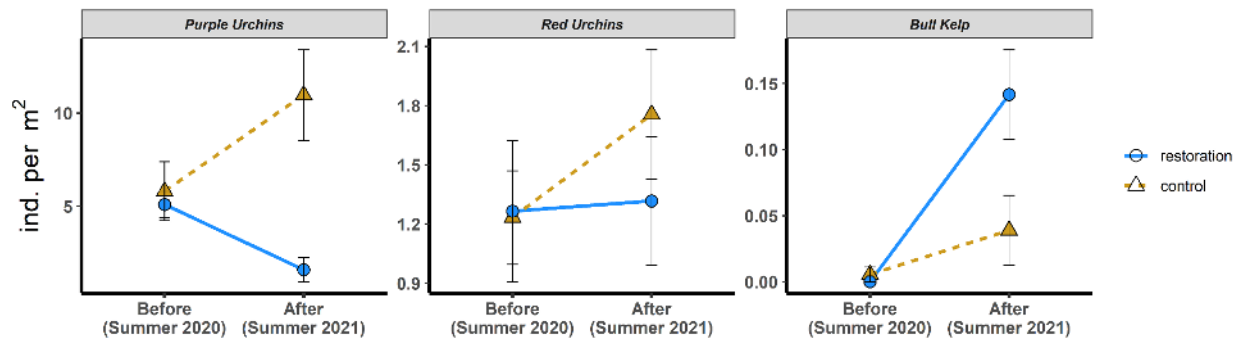 Purple Urchins
Red Urchins
Bull Kelp
ind. per m²
10
5
2.1
1.8
1.5
1.2
0.9
0.15
0.10
0.05
0.00
Before
(Summer 2020)
After
(Summer 2021)
Before
(Summer 2020)
After
(Summer 2021)
Before
(Summer 2020)
After
(Summer 2021)
restoration
control